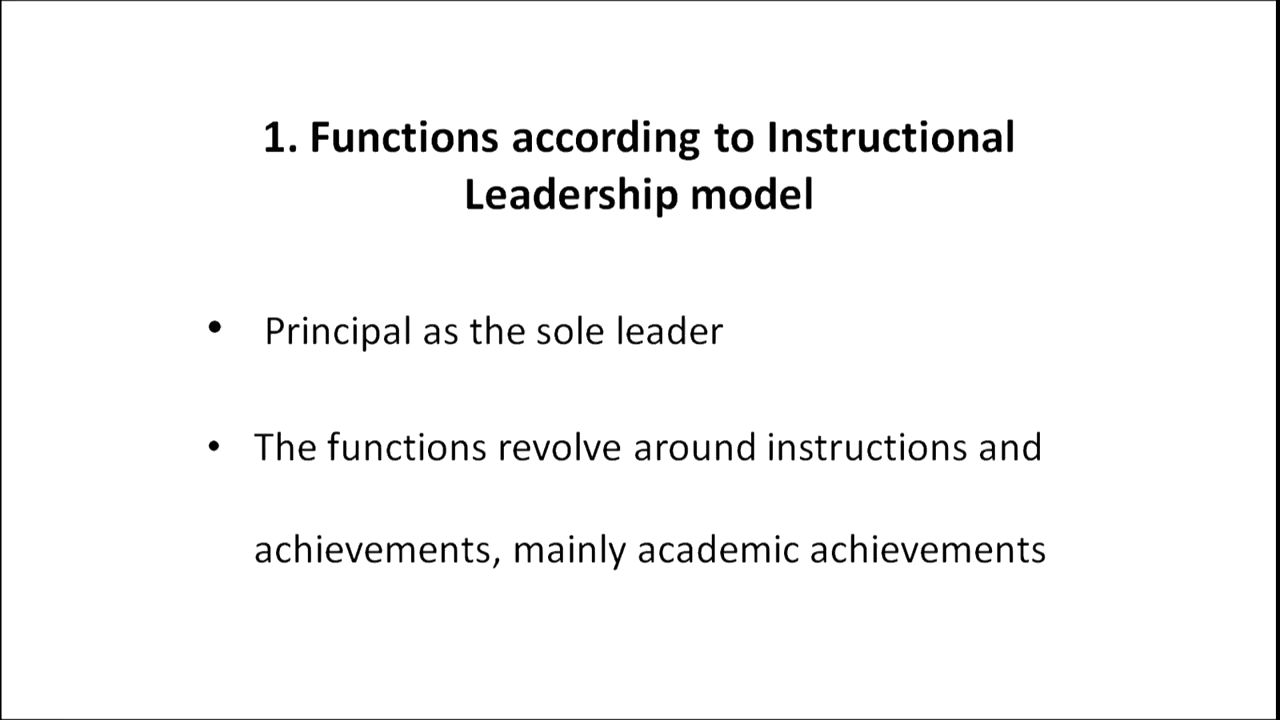 1. Functions according to Instructional
Leadership model
• Principal as the sole leader
• The functions revolve around instructions and
achievements, mainly academic achievements